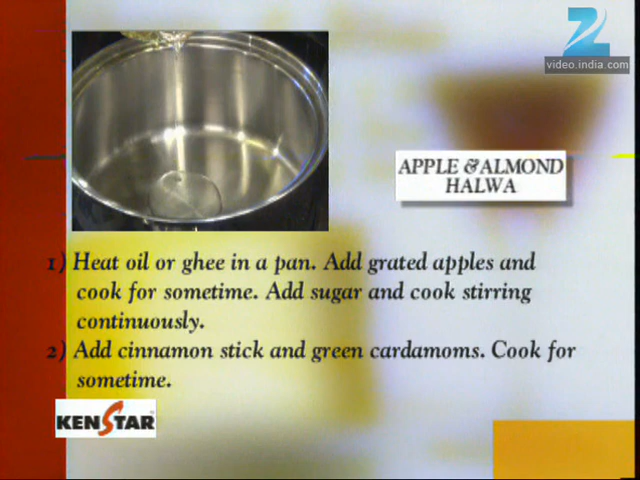 Z
video.india.com
APPLE &ALMOND
HALWA
1) Heat oil or ghee in a pan. Add grated apples and
cook for sometime. Add sugar and cook stirring
continuously.
2) Add cinnamon stick and green cardamoms. Cook for
sometime.
KENSTAR